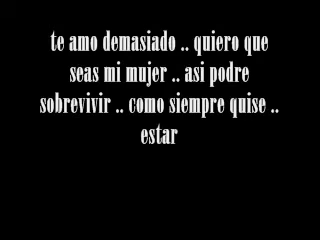 te amo demasiado .. quiero que
seas mi mujer .. asi podre
sobrevivir .. como siempre quise ..
estar